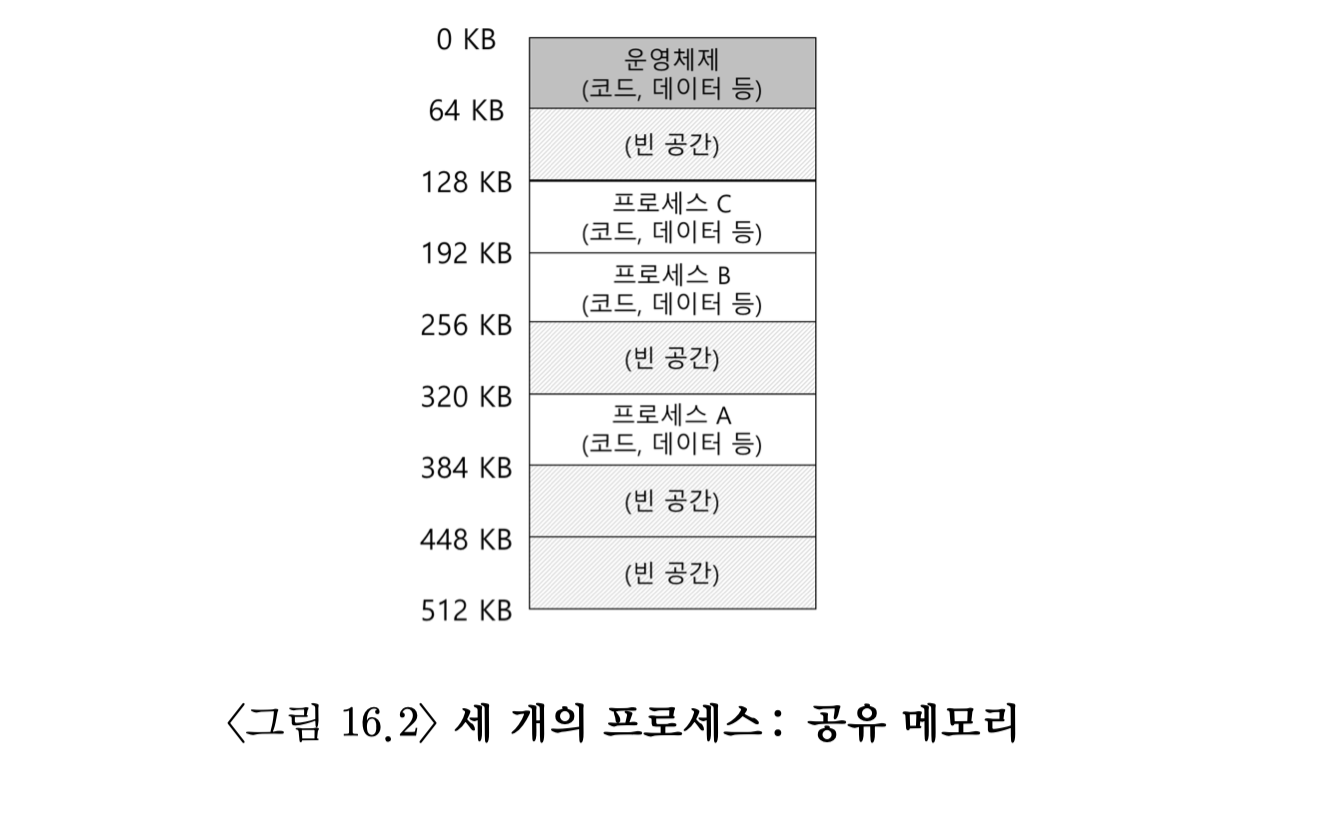 0 KB
운영체제
(코드, 데이터 등)
64 KB
(빈 공간)
128 KB
프로세스 C
(코드, 데이터 등)
192 KB
프로세스 B
(코드, 데이터 등)
256 KB
(빈 공간)
320 KB
프로세스 A
(코드, 데이터 등)
384 KB
(빈 공간)
448 KB
(빈 공간)
512 KB
〈그림 16.2〉 세 개의 프로세스: 공유 메모리